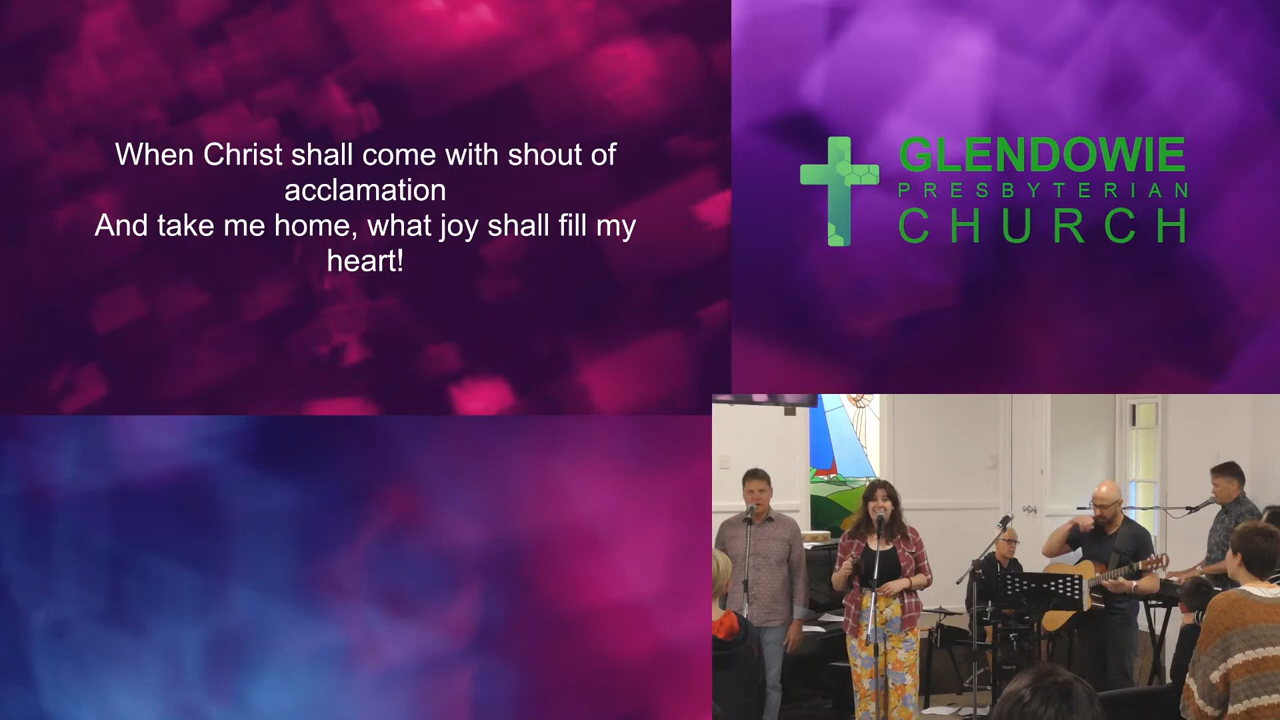 When Christ shall come with shout of
acclamation
And take me home, what joy shall fill my
heart!
GLENDOWIE
PRESBYTERIAN
CHURCH